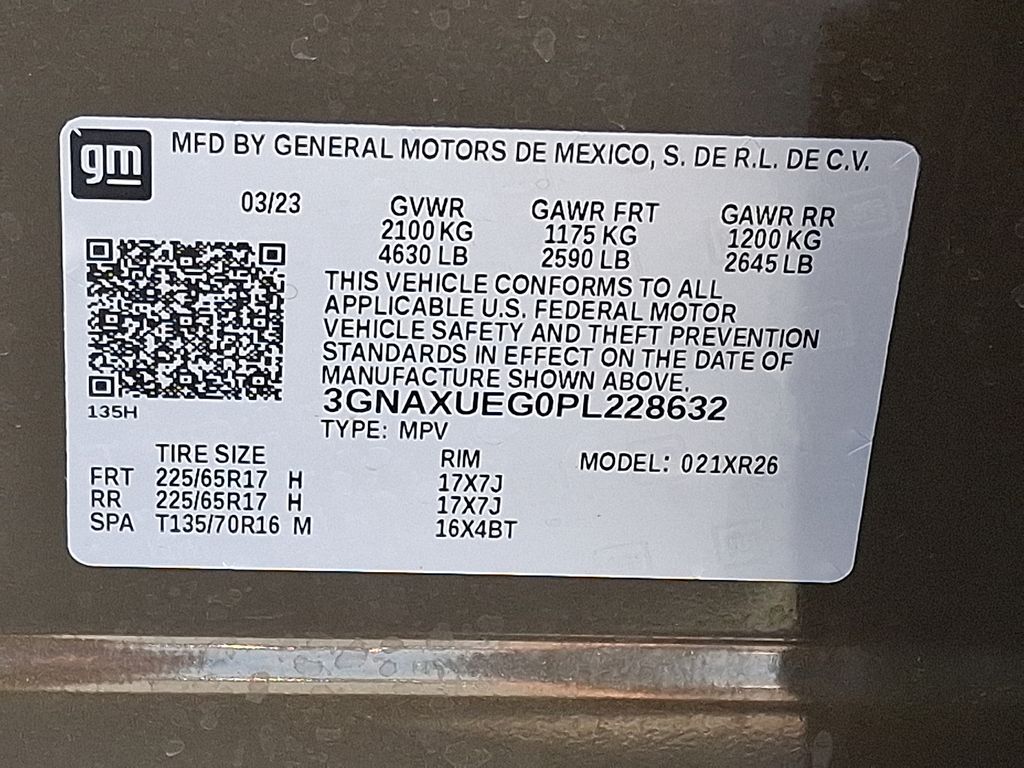 gm
MFD BY GENERAL MOTORS DE MEXICO, S. DE R.L. DE C.V.
03/23 GVWR GAWR FRT GAWR RR
2100 KG 1175 KG 1200 KG
4630 LB 2590 LB 2645 LB
THIS VEHICLE CONFORMS TO ALL
APPLICABLE U.S. FEDERAL MOTOR
VEHICLE SAFETY AND THEFT PREVENTION
STANDARDS IN EFFECT ON THE DATE OF
MANUFACTURE SHOWN ABOVE.
3GNAXUEG0PL228632
135H
TYPE: MPV
TIRE SIZE RIM MODEL: 021XR26
FRT 225/65R17 H 17X7J
RR 225/65R17 H 17X7J
SPA T135/70R16 M 16X4BT